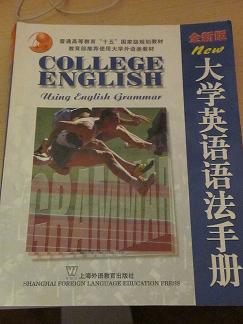 普通高等教育“十五”国家级规划教材
教育部推荐使用大学外语类教材
COLLEGE
ENGLISH
Using English Grammar
全新版
New
大学英语语法手册
GRAMMAR
W
上海外语教育出版社
SHANGHAI FOREIGN LANGUAGE EDUCATION PRESS